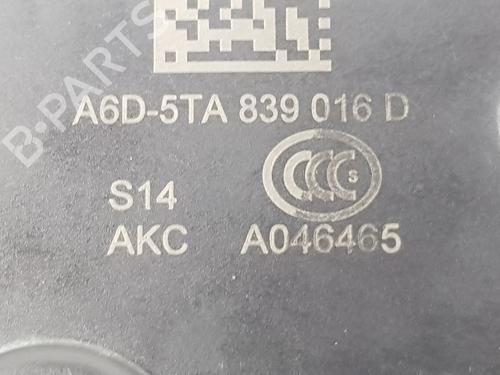 B-PARTS
A6D-5TA 839 016 D
CCC S
S14
AKC A046465